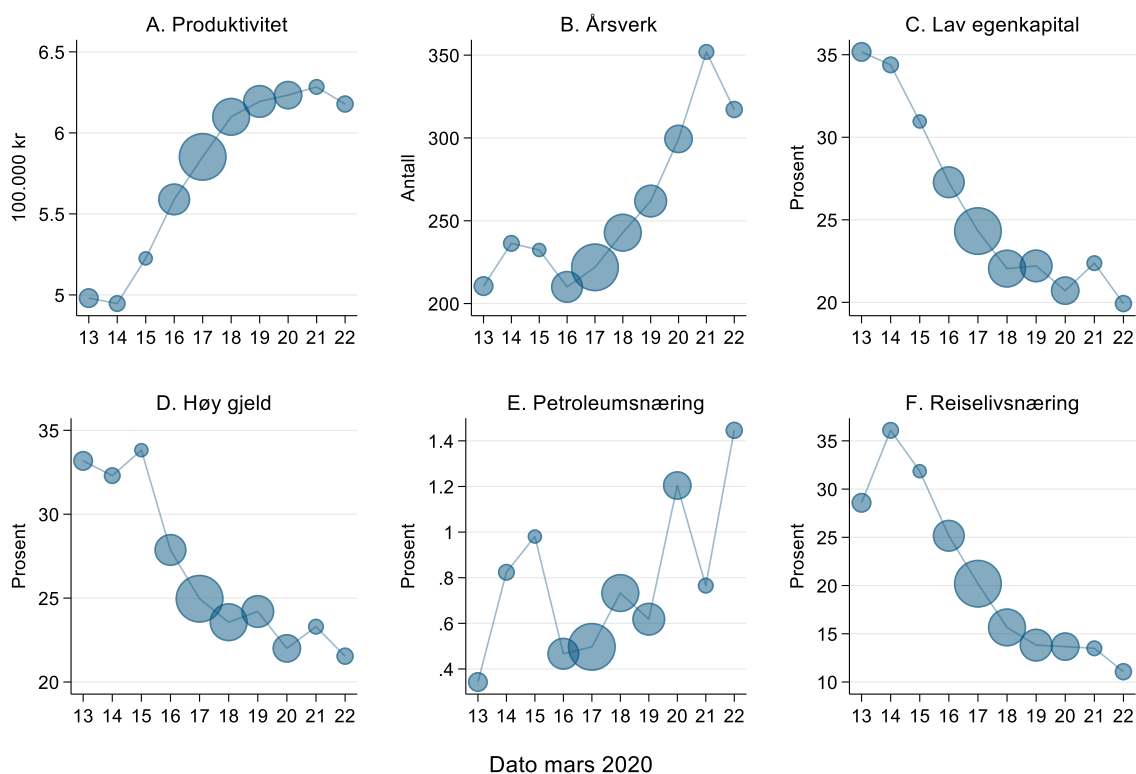 A. Produktivitet
100.000 kr
6.5
6
5.5
5
13 14 15 16 17 18 19 20 21 22
B. Årsverk
Antall
350
300
250
200
13 14 15 16 17 18 19 20 21 22
C. Lav egenkapital
Prosent
35
30
25
20
13 14 15 16 17 18 19 20 21 22
D. Høy gjeld
Prosent
35
30
25
20
13 14 15 16 17 18 19 20 21 22
E. Petroleumsnæring
Prosent
1.4
1.2
1
.8
.6
.4
13 14 15 16 17 18 19 20 21 22
F. Reiselivsnæring
Prosent
35
30
25
20
15
10
13 14 15 16 17 18 19 20 21 22
Dato mars 2020